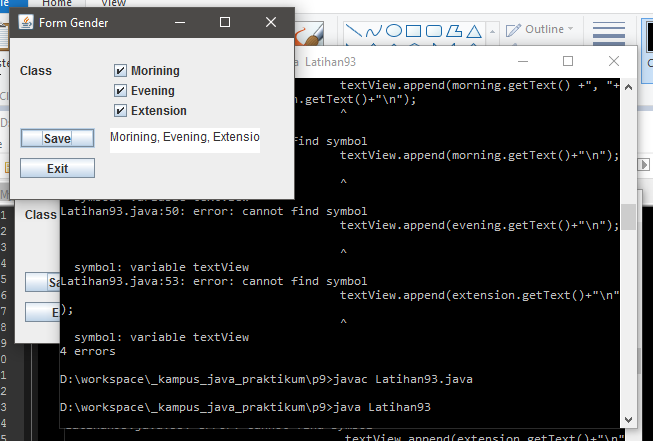 Home
View
Form Gender
Outline
Class
Morining
Evening
Extension
Save
Morining, Evening, Extensio
Exit
Latihan93
textView.append(morning.getText() +", "+
.getText()+"\n");
^
find symbol
textView.append(morning.getText()+"\n");
^
Latihan93.java:50: error: cannot find symbol
textView.append(evening.getText()+"\n");
^
symbol: variable textView
Latihan93.java:53: error: cannot find symbol
textView.append(extension.getText()+"\n"
);
^
symbol: variable textView
4 errors
D:\workspace\_kampus_java_praktikum\p9>javac Latihan93.java
D:\workspace\_kampus_java_praktikum\p9>java Latihan93
Class
textView.append(extension.getText()+"\n"